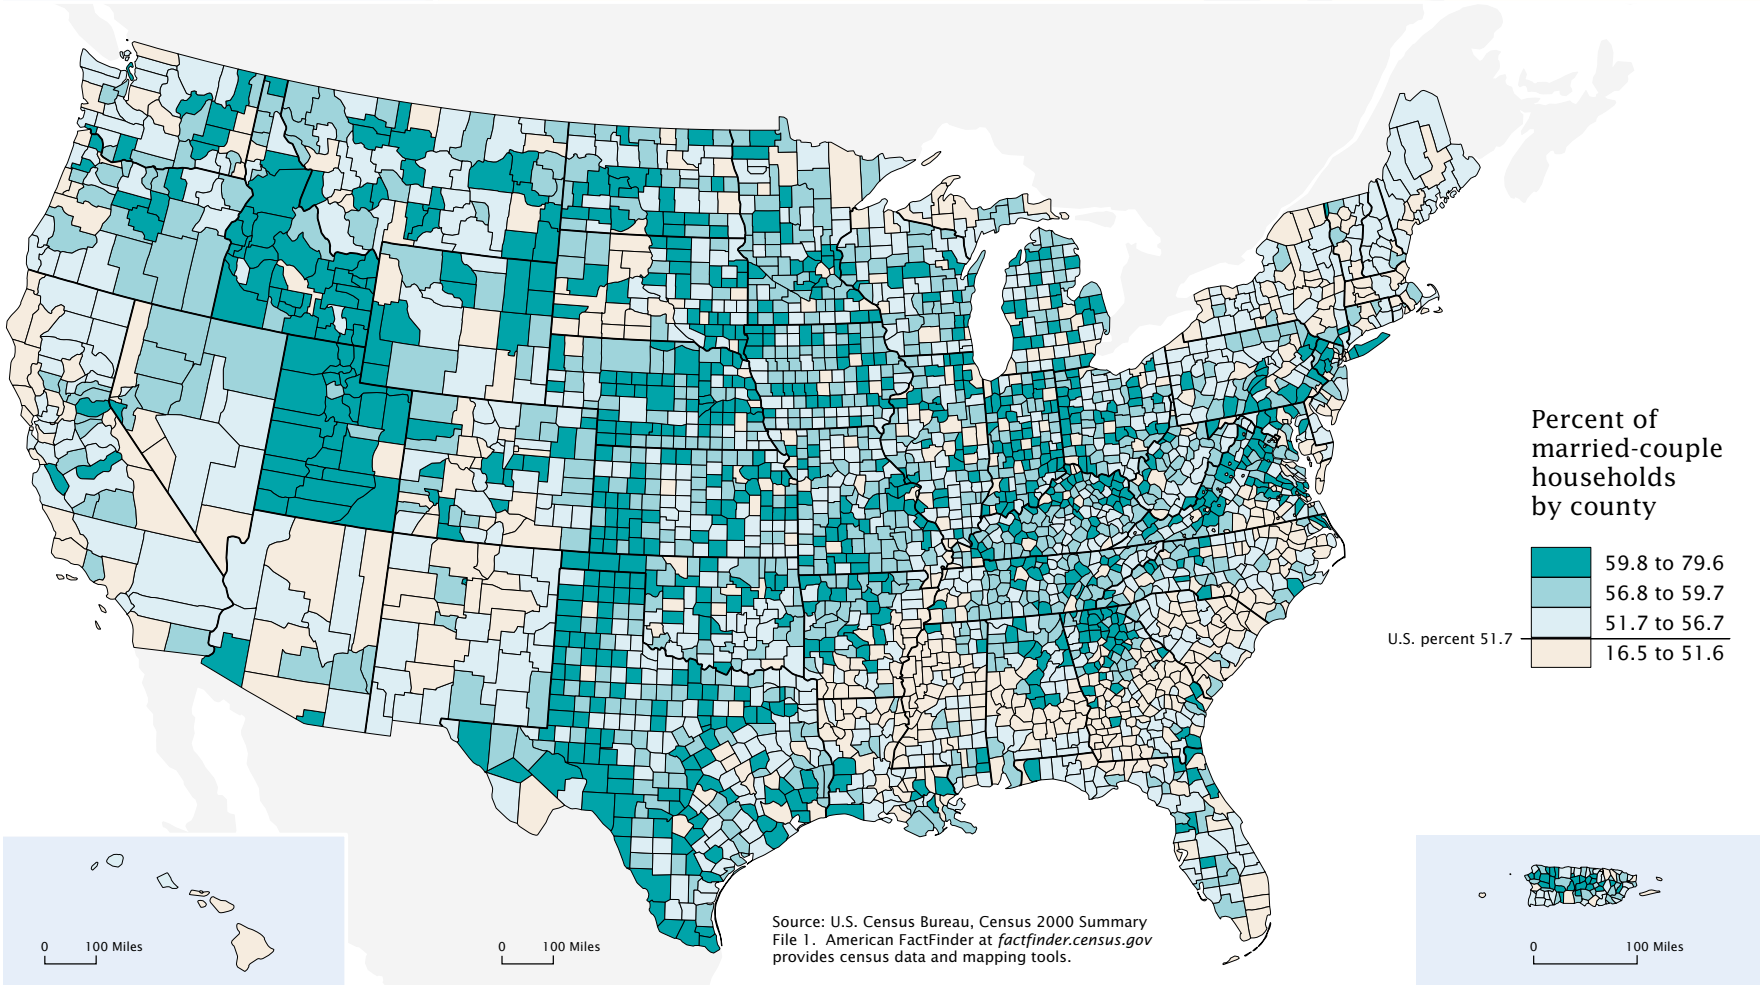 Percent of
married-couple
households
by county
59.8 to 79.6
56.8 to 59.7
51.7 to 56.7
U.S. percent 51.7
16.5 to 51.6
Source: U.S. Census Bureau, Census 2000 Summary
File 1. American FactFinder at factfinder.census.gov
provides census data and mapping tools.
0 100 Miles
0 100 Miles
0 100 Miles